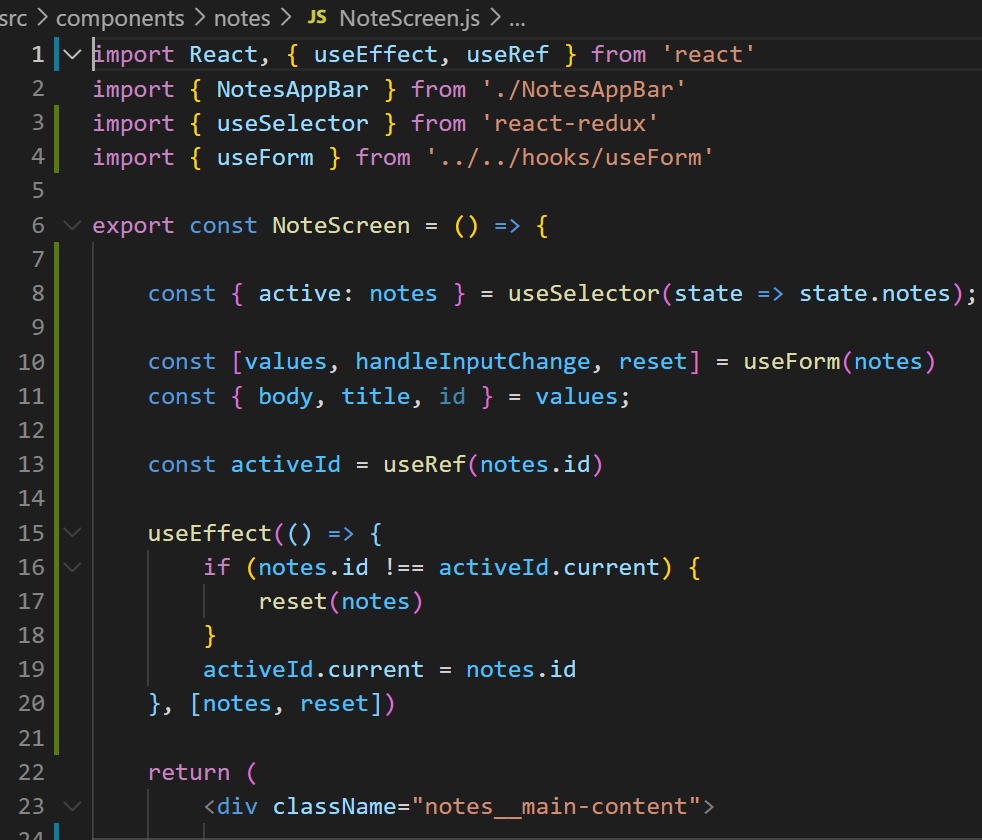 src > components > notes > JS NoteScreen.js > ...
1 import React, { useEffect, useRef } from 'react'
2 import { NotesAppBar } from './NotesAppBar'
3 import { useSelector } from 'react-redux'
4 import { useForm } from '../../hooks/useForm'
5
6 export const NoteScreen = () => {
7
8 const { active: notes } = useSelector(state => state.notes);
9
10 const [values, handleInputChange, reset] = useForm(notes)
11 const { body, title, id } = values;
12
13 const activeId = useRef(notes.id)
14
15 useEffect(() => {
16 if (notes.id !== activeId.current) {
17 reset(notes)
18 }
19 activeId.current = notes.id
20 }, [notes, reset])
21
22 return (
23 <div className="notes__main-content">
24